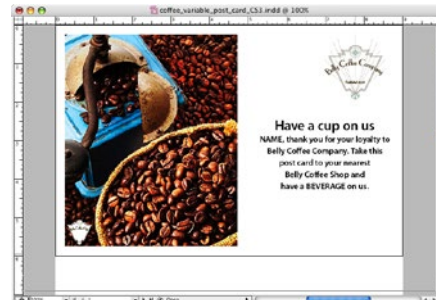 coffee_variable_post_card_CS3.indd @ 100%
Belly Coffee Company
Have a cup on us
NAME, thank you for your loyalty to
Belly Coffee Company. Take this
post card to your nearest
Belly Coffee Shop and
have a BEVERAGE on us.